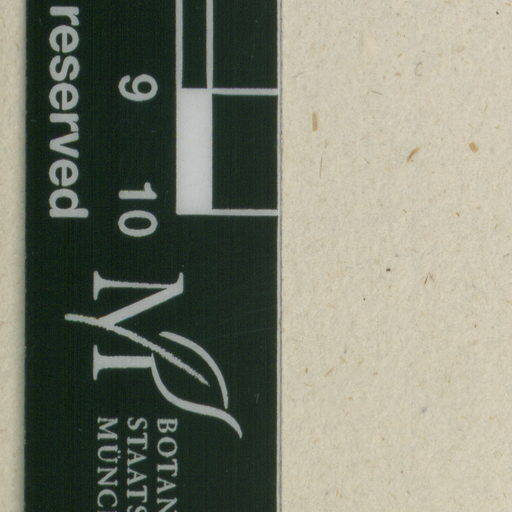 9 10
reserved
BOTAN
STAATS
MÜNC